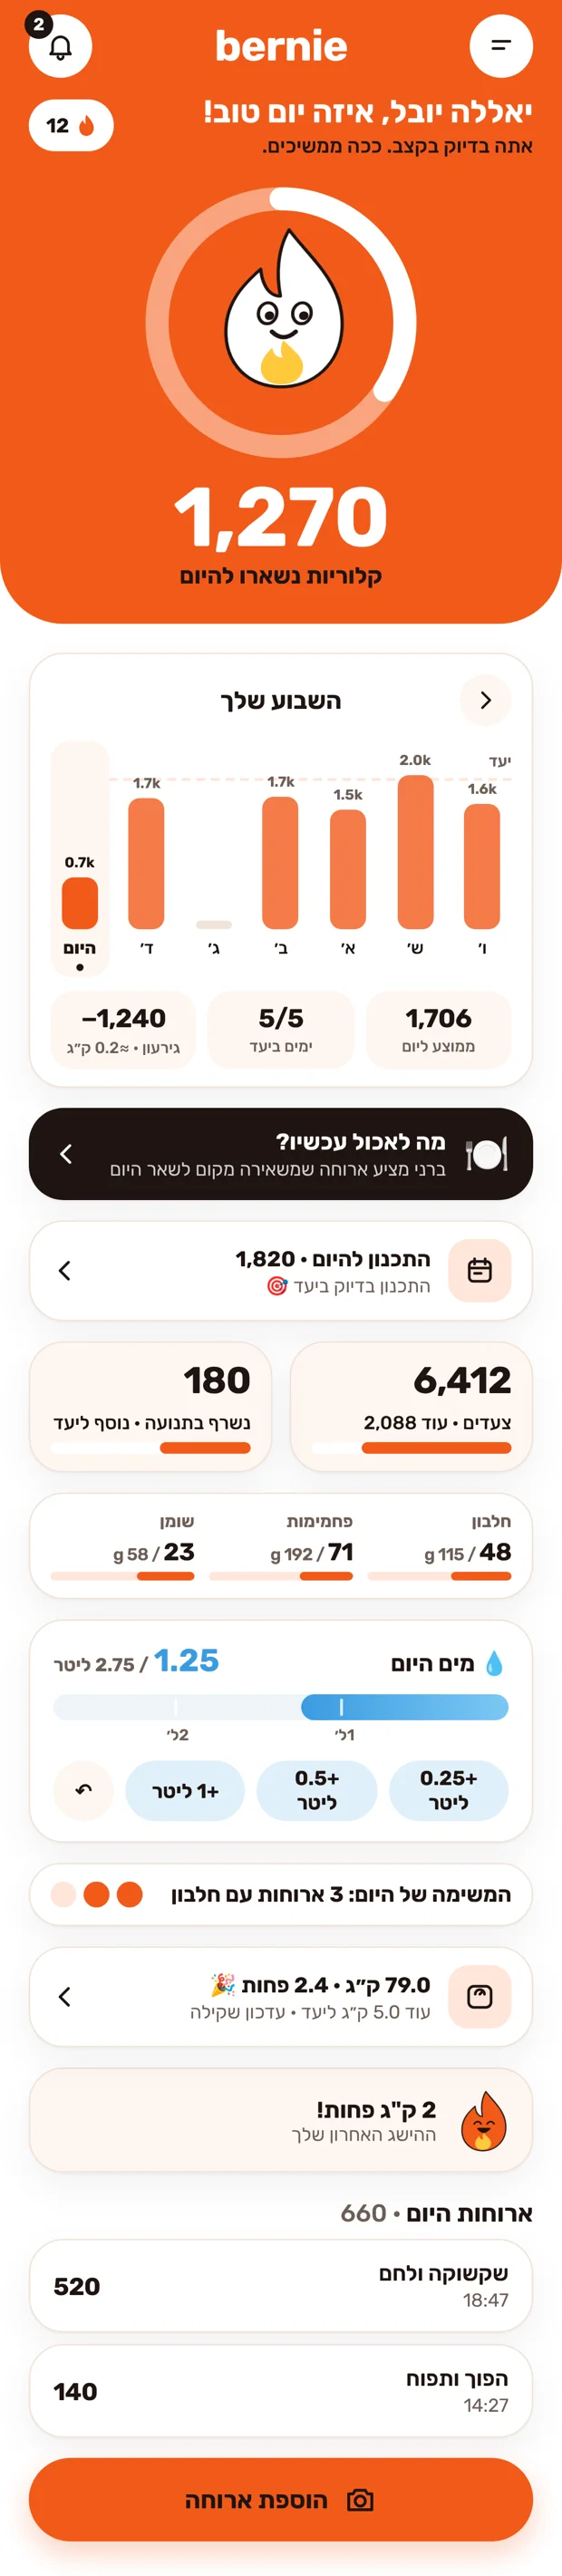 2
bernie
יאללה יובל, איזה יום טוב!
12
אתה בדיוק בקצב. ככה ממשיכים.
1,270
קלוריות נשארו להיום
השבוע שלך
יעד
1.6k
2.0k
1.5k
1.7k
1.7k
0.7k
ו׳
ש׳
א׳
ב׳
ג׳
ד׳
היום
1,706
ממוצע ליום
5/5
ימים ביעד
−1,240
גירעון · ≈0.2 ק״ג
מה לאכול עכשיו?
ברני מציע ארוחה שמשאירה מקום לשאר היום
התכנון להיום · 1,820
התכנון בדיוק ביעד 🎯
6,412
צעדים · עוד 2,088
180
נשרף בתנועה · נוסף ליעד
חלבון
48 / 115 g
פחמימות
71 / 192 g
שומן
23 / 58 g
💧 מים היום
1.25 / 2.75 ליטר
1ל׳
2ל׳
+0.25 ליטר
+0.5 ליטר
+1 ליטר
↶
המשימה של היום: 3 ארוחות עם חלבון
79.0 ק״ג · 2.4 פחות 🎉
עוד 5.0 ק״ג ליעד · עדכון שקילה
2 ק"ג פחות!
ההישג האחרון שלך
ארוחות היום · 660
שקשוקה ולחם
18:47
520
הפוך ותפוח
14:27
140
הוספת ארוחה